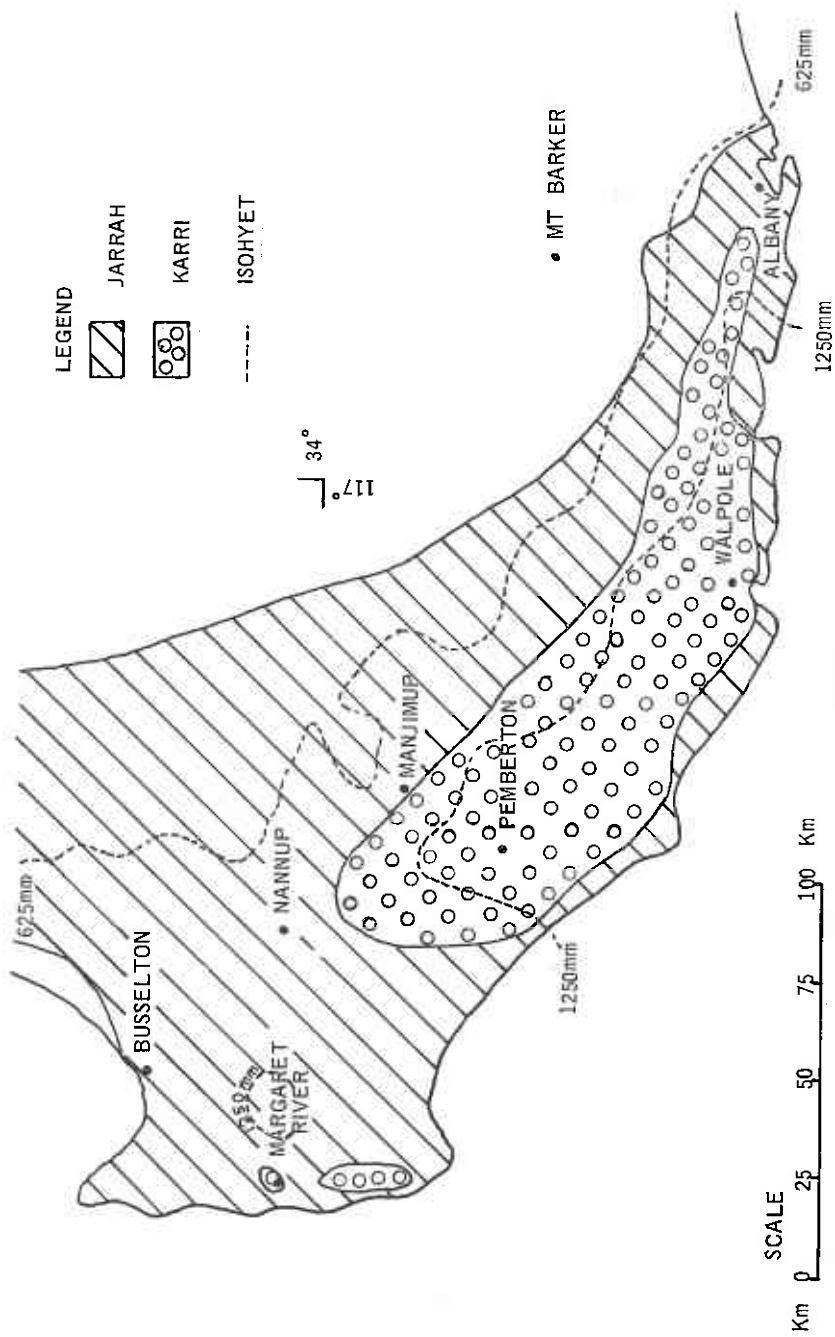 LEGEND
JARRAH
KARRI
ISOHYET
34°
117°
625mm
BUSSELTON
NANNUP
MANJIMUP
MT BARKER
MARGARET
RIVER
PEMBERTON
WALPOLE
ALBANY
625mm
1250mm
1250mm
SCALE
Km 0 25 50 75 100 Km